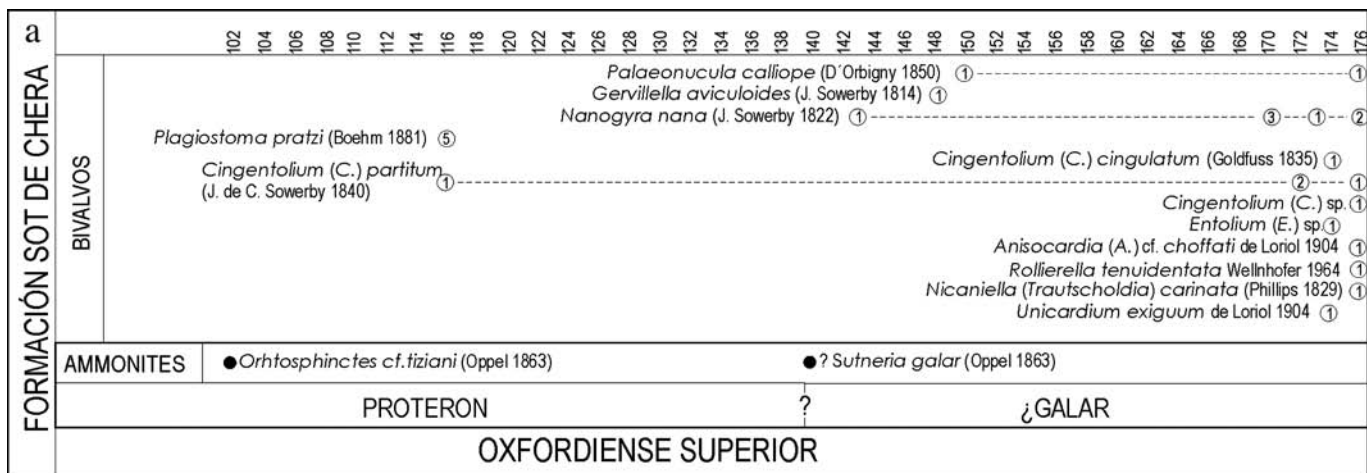 a
FORMACIÓN SOT DE CHERA
102 104 106 108 110 112 114 116 118 120 122 124 126 128 130 132 134 136 138 140 142 144 146 148 150 152 154 156 158 160 162 164 166 168 170 172 174 176
BIVALVOS
Palaeonucula calliope (D´Orbigny 1850) 1 1
Gervillella aviculoides (J. Sowerby 1814) 1
Nanogyra nana (J. Sowerby 1822) 1 3 1 2
Plagiostoma pratzi (Boehm 1881) 5
Cingentolium (C.) cingulatum (Goldfuss 1835) 1
Cingentolium (C.) partitum
(J. de C. Sowerby 1840) 1 2 1
Cingentolium (C.) sp. 1
Entolium (E.) sp. 1
Anisocardia (A.) cf. choffati de Loriol 1904 1
Rollierella tenuidentata Wellnhofer 1964 1
Nicaniella (Trautscholdia) carinata (Phillips 1829) 1
Unicardium exiguum de Loriol 1904 1
AMMONITES
Orhtosphinctes cf.tiziani (Oppel 1863) ? Sutneria galar (Oppel 1863)
PROTERON ? ¿GALAR
OXFORDIENSE SUPERIOR